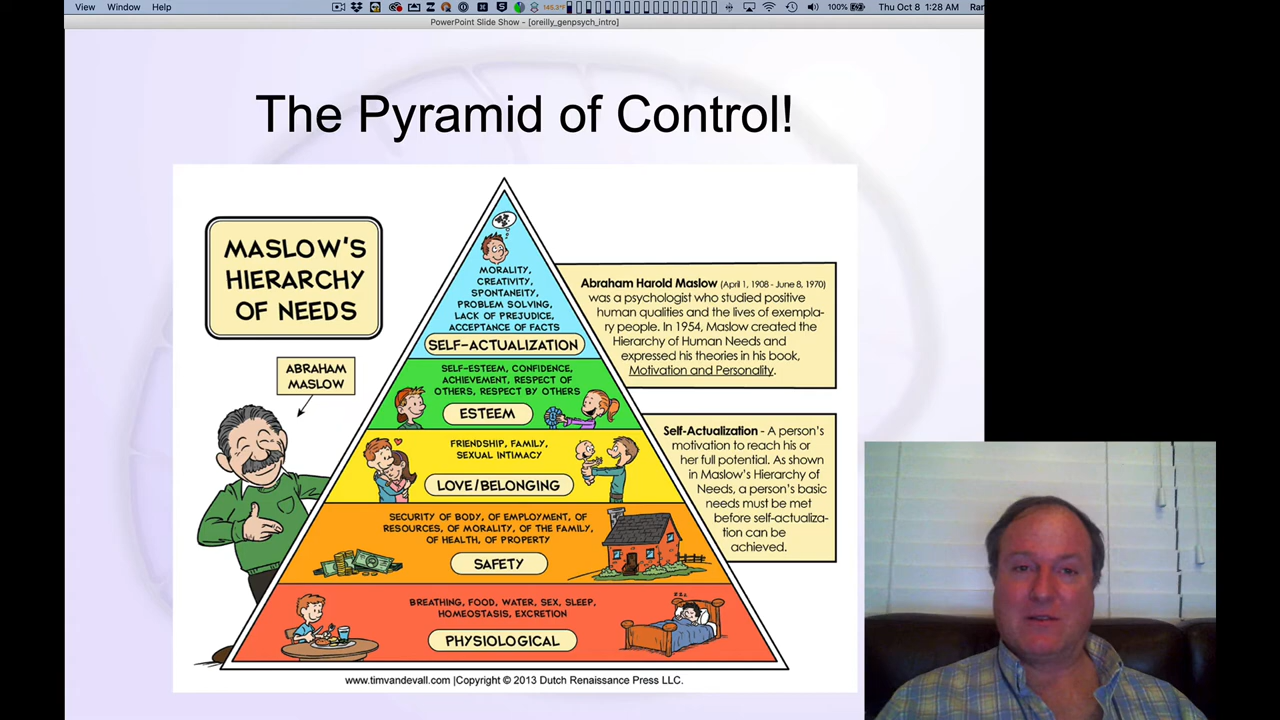 View Window Help
145.3°F
100%
Thu Oct 8 1:28 AM
Ran
PowerPoint Slide Show - [oreilly_genpsych_intro]
The Pyramid of Control!
MASLOW'S
HIERARCHY
OF NEEDS
ABRAHAM
MASLOW
MORALITY,
CREATIVITY,
SPONTANEITY,
PROBLEM SOLVING,
LACK OF PREJUDICE,
ACCEPTANCE OF FACTS
SELF-ACTUALIZATION
SELF-ESTEEM, CONFIDENCE,
ACHIEVEMENT, RESPECT OF
OTHERS, RESPECT BY OTHERS
ESTEEM
FRIENDSHIP, FAMILY,
SEXUAL INTIMACY
LOVE/BELONGING
SECURITY OF BODY, OF EMPLOYMENT, OF
RESOURCES, OF MORALITY, OF THE FAMILY,
OF HEALTH, OF PROPERTY
SAFETY
BREATHING, FOOD, WATER, SEX, SLEEP,
HOMEOSTASIS, EXCRETION
PHYSIOLOGICAL
Abraham Harold Maslow (April 1, 1908 - June 8, 1970)
was a psychologist who studied positive
human qualities and the lives of exempla-
ry people. In 1954, Maslow created the
Hierarchy of Human Needs and
expressed his theories in his book,
Motivation and Personality.
Self-Actualization - A person's
motivation to reach his or
her full potential. As shown
in Maslow's Hierarchy of
Needs, a person's basic
needs must be met
before self-actualiza-
tion can be
achieved.
www.timvandevall.com |Copyright © 2013 Dutch Renaissance Press LLC.